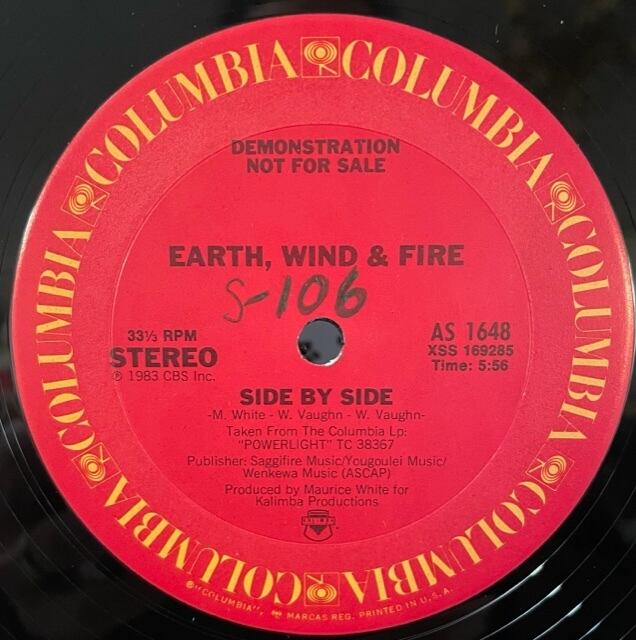 COLUMBIA COLUMBIA COLUMBIA COLUMBIA COLUMBIA COLUMBIA COLUMBIA COLUMBIA
DEMONSTRATION
NOT FOR SALE
EARTH, WIND & FIRE
S-106
33⅓ RPM
STEREO
℗ 1983 CBS Inc.
AS 1648
XSS 169285
Time: 5:56
SIDE BY SIDE
-M. White - W. Vaughn - W. Vaughn-
Taken From The Columbia Lp:
"POWERLIGHT" TC 38367
Publisher: Saggifire Music/Yougoulei Music/
Wenkewa Music (ASCAP)
Produced by Maurice White for
Kalimba Productions
®"COLUMBIA", MARCAS REG. PRINTED IN U.S.A.